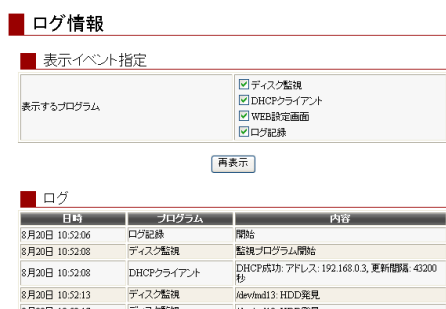 ログ情報
表示イベント指定
表示するプログラム
ディスク監視
DHCPクライアント
WEB設定画面
ログ記録
再表示
ログ
日時 プログラム 内容
8月20日 10:52:06 ログ記録 開始
8月20日 10:52:08 ディスク監視 監視プログラム開始
8月20日 10:52:08 DHCPクライアント DHCP成功: アドレス: 192.168.0.3, 更新間隔: 43200
秒
8月20日 10:52:13 ディスク監視 /dev/md13: HDD発見